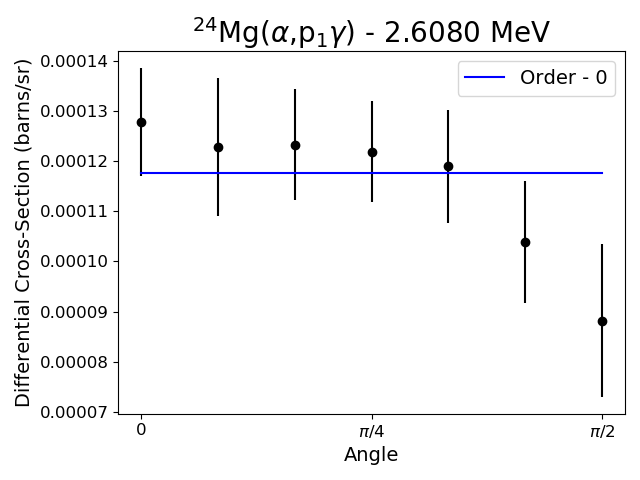 ²⁴Mg(α,p₁γ) - 2.6080 MeV
Order - 0
Differential Cross-Section (barns/sr)
0.00014
0.00013
0.00012
0.00011
0.00010
0.00009
0.00008
0.00007
0 π/4 π/2
Angle